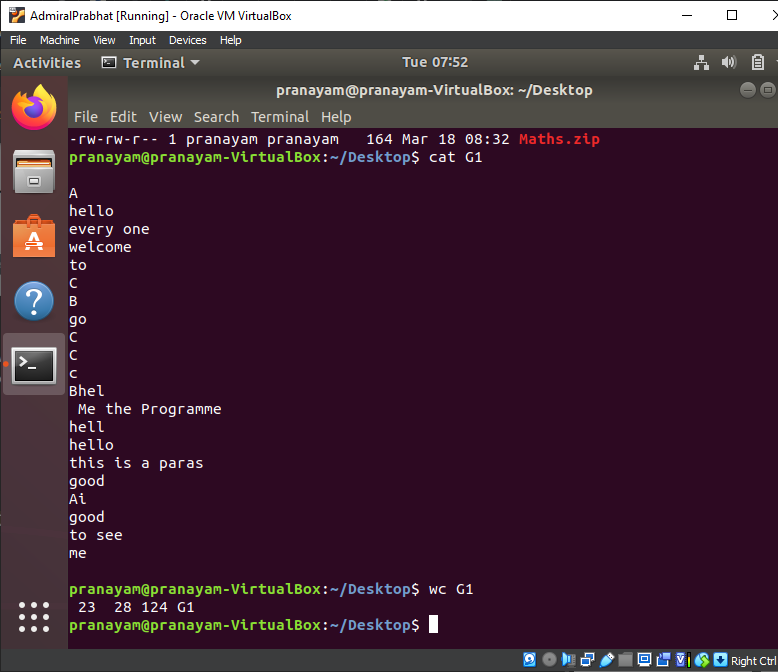 AdmiralPrabhat [Running] - Oracle VM VirtualBox
File Machine View Input Devices Help
Activities Terminal Tue 07:52
pranayam@pranayam-VirtualBox: ~/Desktop
File Edit View Search Terminal Help
-rw-rw-r-- 1 pranayam pranayam 164 Mar 18 08:32 Maths.zip
pranayam@pranayam-VirtualBox:~/Desktop$ cat G1
A
hello
every one
welcome
to
C
B
go
C
C
c
Bhel
Me the Programme
hell
hello
this is a paras
good
Ai
good
to see
me
pranayam@pranayam-VirtualBox:~/Desktop$ wc G1
23 28 124 G1
pranayam@pranayam-VirtualBox:~/Desktop$
Right Ctrl